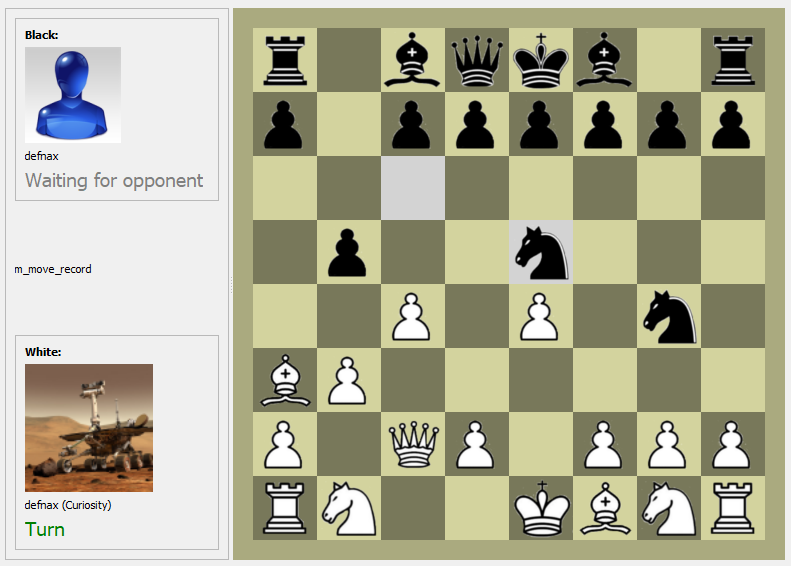 Black:
defnax
Waiting for opponent
m_move_record
White:
defnax (Curiosity)
Turn